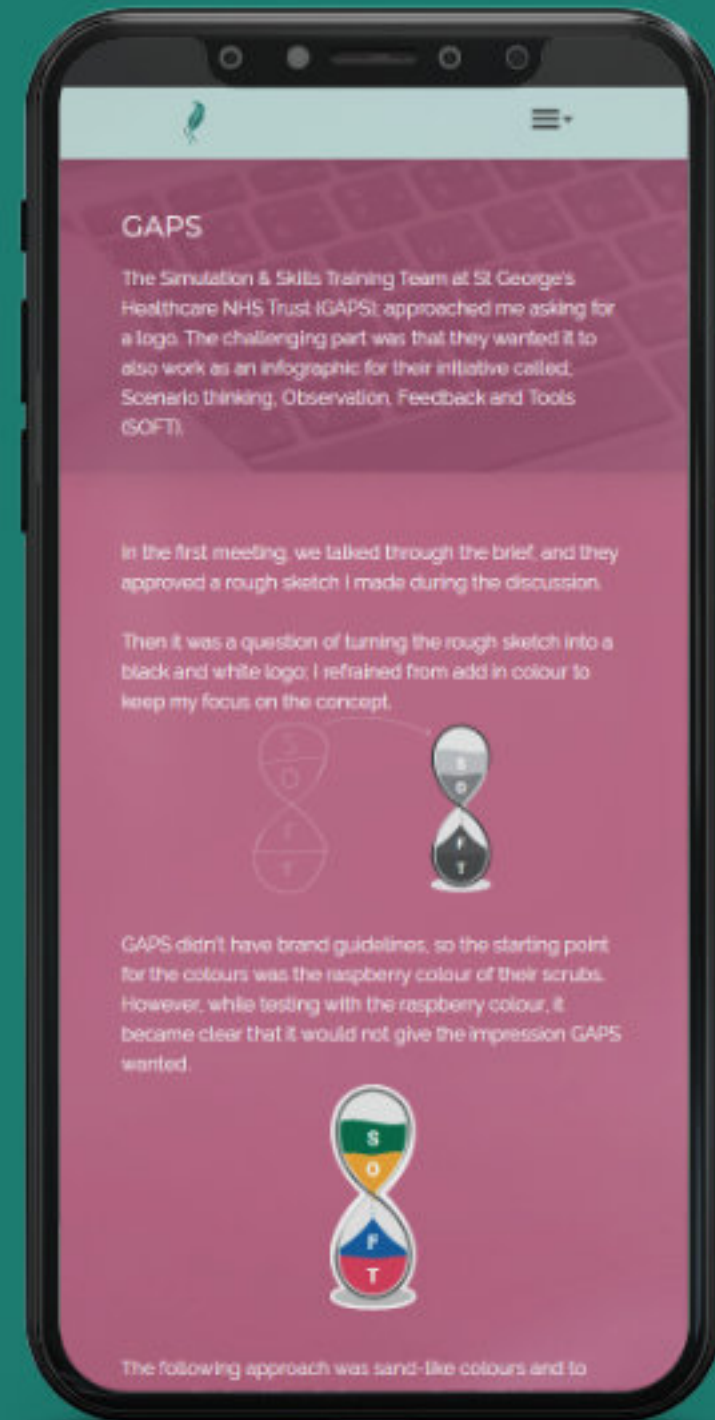 GAPS
The Simulation & Skills Training Team at St George's
Healthcare NHS Trust (GAPS); approached me asking for
a logo. The challenging part was that they wanted it to
also work as an infographic for their initiative called;
Scenario thinking, Observation, Feedback and Tools
(SOFT).
In the first meeting, we talked through the brief, and they
approved a rough sketch I made during the discussion.
Then it was a question of turning the rough sketch into a
black and white logo; I refrained from add in colour to
keep my focus on the concept.
S
O
F
T
S
O
F
T
GAPS didn't have brand guidelines, so the starting point
for the colours was the raspberry colour of their scrubs.
However, while testing with the raspberry colour, it
became clear that it would not give the impression GAPS
wanted.
S
O
F
T
The following approach was sand-like colours and to